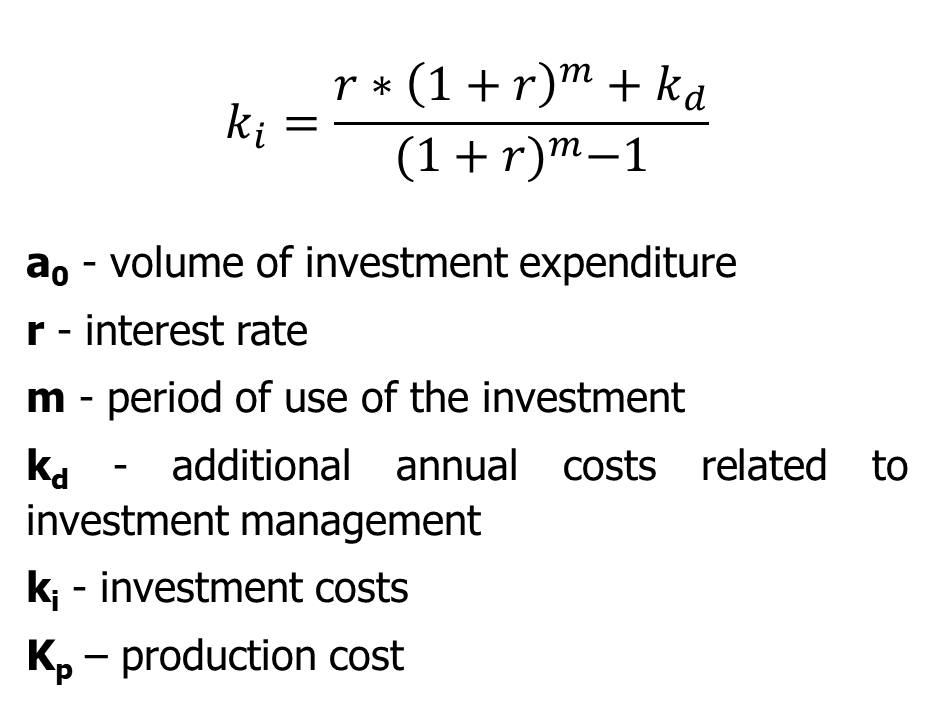 k_i = \frac{r * (1 + r)^m + k_d}{(1 + r)^m − 1}
a₀ - volume of investment expenditure
r - interest rate
m - period of use of the investment
k_d - additional annual costs related to
investment management
k_i - investment costs
K_p – production cost